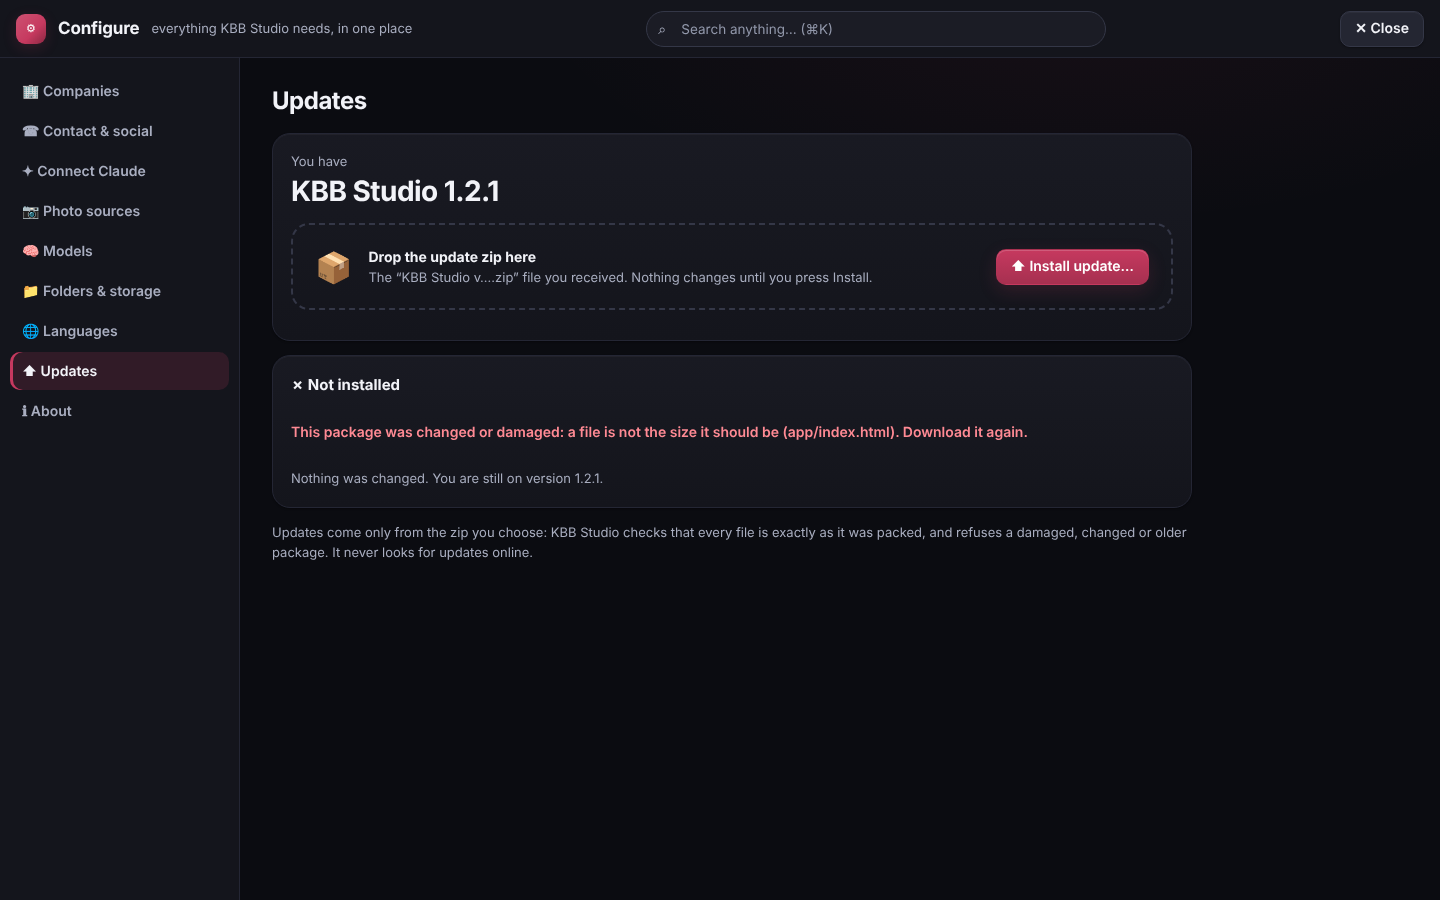 Configure everything KBB Studio needs, in one place
Search anything... (⌘K)
✕ Close
🏢 Companies
☎ Contact & social
✦ Connect Claude
📷 Photo sources
🧠 Models
📁 Folders & storage
🌐 Languages
⬆ Updates
ℹ About
Updates
You have
KBB Studio 1.2.1
Drop the update zip here
The “KBB Studio v....zip” file you received. Nothing changes until you press Install.
⬆ Install update...
✕ Not installed
This package was changed or damaged: a file is not the size it should be (app/index.html). Download it again.
Nothing was changed. You are still on version 1.2.1.
Updates come only from the zip you choose: KBB Studio checks that every file is exactly as it was packed, and refuses a damaged, changed or older
package. It never looks for updates online.